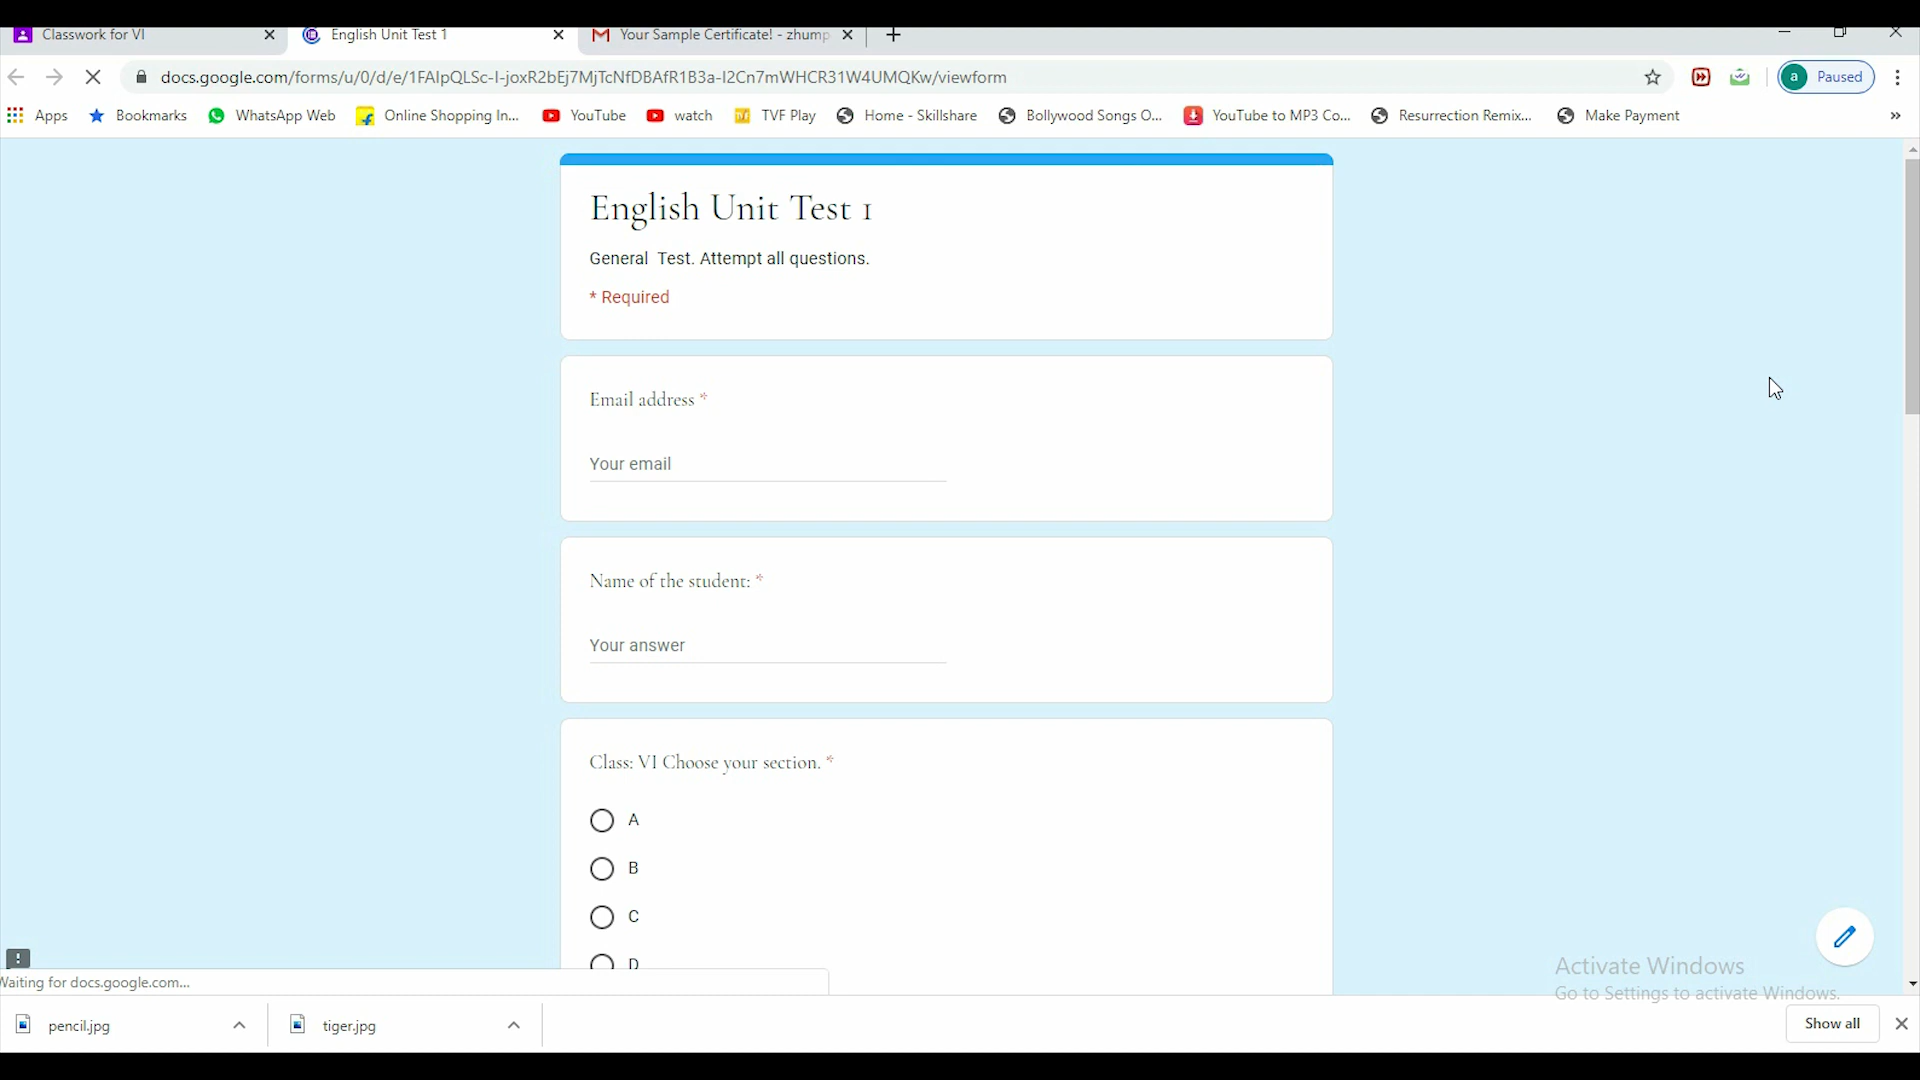 Classwork for VI
English Unit Test 1
Your Sample Certificate! - zhump
docs.google.com/forms/u/0/d/e/1FAIpQLSc-I-joxR2bEj7MjTcNfDBAfR1B3a-I2Cn7mWHCR31W4UMQKw/viewform
a Paused
Apps Bookmarks WhatsApp Web Online Shopping In... YouTube watch TVF Play Home - Skillshare Bollywood Songs O... YouTube to MP3 Co... Resurrection Remix... Make Payment »
English Unit Test 1
General Test. Attempt all questions.
* Required
Email address *
Your email
Name of the student: *
Your answer
Class: VI Choose your section. *
A
B
C
D
Activate Windows
Go to Settings to activate Windows.
Waiting for docs.google.com...
pencil.jpg
tiger.jpg
Show all